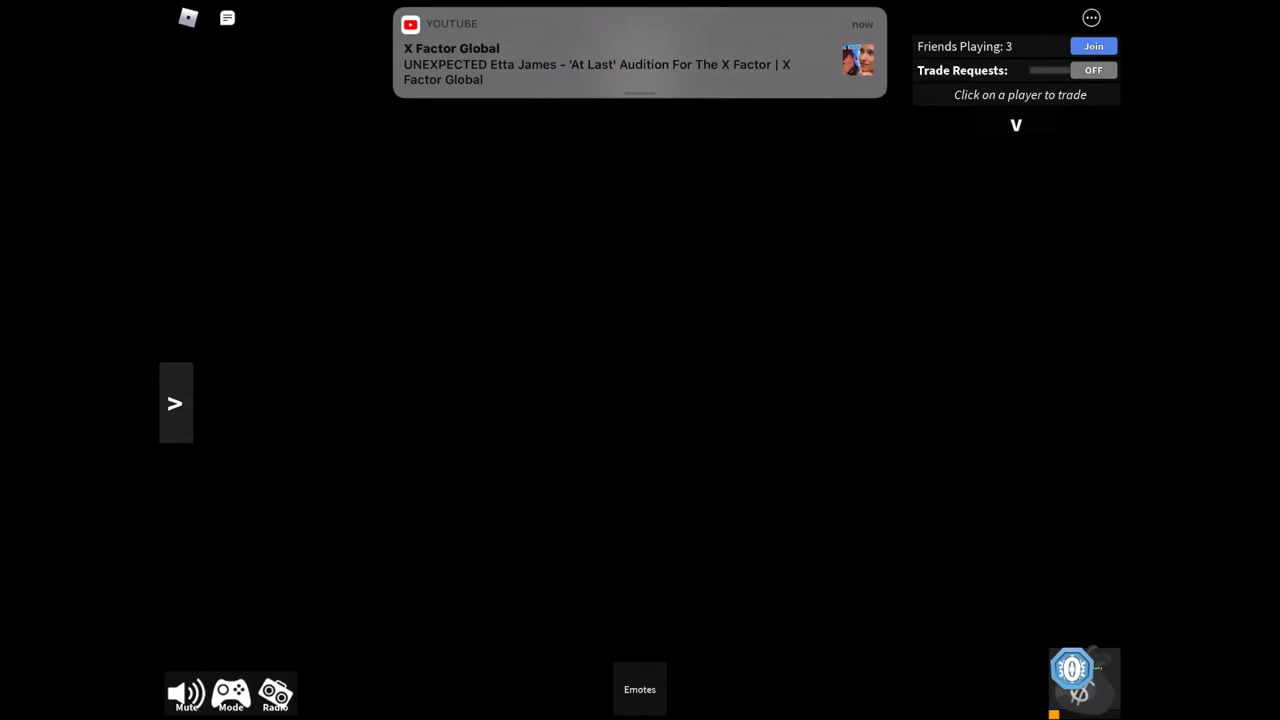 YOUTUBE
now
X Factor Global
UNEXPECTED Etta James - 'At Last' Audition For The X Factor | X
Factor Global
Friends Playing: 3
Join
Trade Requests:
OFF
Click on a player to trade
v
>
Mute
Mode
Radio
Emotes
0